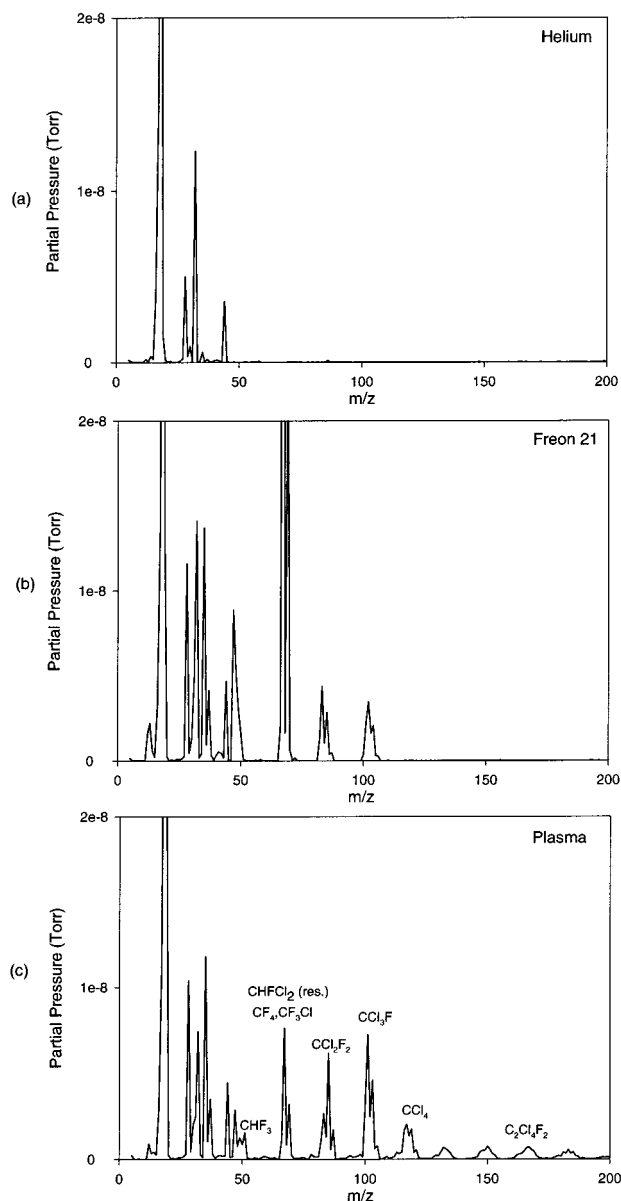 2e-8
Helium
(a)
Partial Pressure (Torr)
1e-8
0
0 50 100 150 200
m/z
2e-8
Freon 21
(b)
Partial Pressure (Torr)
1e-8
0
0 50 100 150 200
m/z
2e-8
Plasma
(c)
Partial Pressure (Torr)
1e-8
CHFCl₂ (res.)
CF₄,CF₃Cl
CCl₂F₂
CCl₃F
CHF₃
CCl₄
C₂Cl₄F₂
0
0 50 100 150 200
m/z